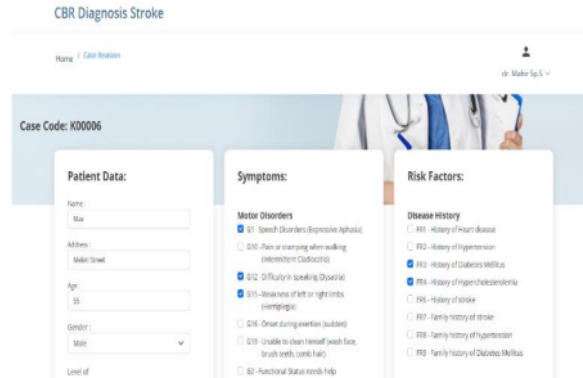 CBR Diagnosis Stroke
Home / Case Revision
dr. Mahir Sp.S
Case Code: K00006
Patient Data:
Name :
Max
Address :
Melati Street
Age :
55
Gender :
Male
Level of
Symptoms:
Motor Disorders
G1 - Speech Disorders (Expressive Aphasia)
G10 - Pain or cramping when walking
(Intermittent Cladiocatio)
G12 - Difficulty in speaking (Dysatria)
G15 - Weakness of left or right limbs
(Hemiplegia)
G16 - Onset during exertion (sudden)
G19 - Unable to clean himself (wash face,
brush teeth, comb hair)
G2 - Functional Status needs help
Risk Factors:
Disease History
FR1 - History of Heart disease
FR2 - History of Hypertension
FR3 - History of Diabetes Mellitus
FR4 - History of Hypercholesterolemia
FR6 - History of stroke
FR7 - Family history of stroke
FR8 - Family history of hypertension
FR9 - Family history of Diabetes Mellitus